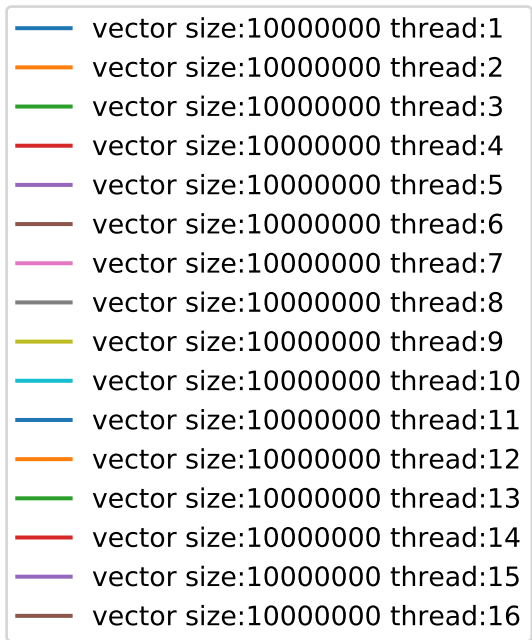 vector size:10000000 thread:1
vector size:10000000 thread:2
vector size:10000000 thread:3
vector size:10000000 thread:4
vector size:10000000 thread:5
vector size:10000000 thread:6
vector size:10000000 thread:7
vector size:10000000 thread:8
vector size:10000000 thread:9
vector size:10000000 thread:10
vector size:10000000 thread:11
vector size:10000000 thread:12
vector size:10000000 thread:13
vector size:10000000 thread:14
vector size:10000000 thread:15
vector size:10000000 thread:16